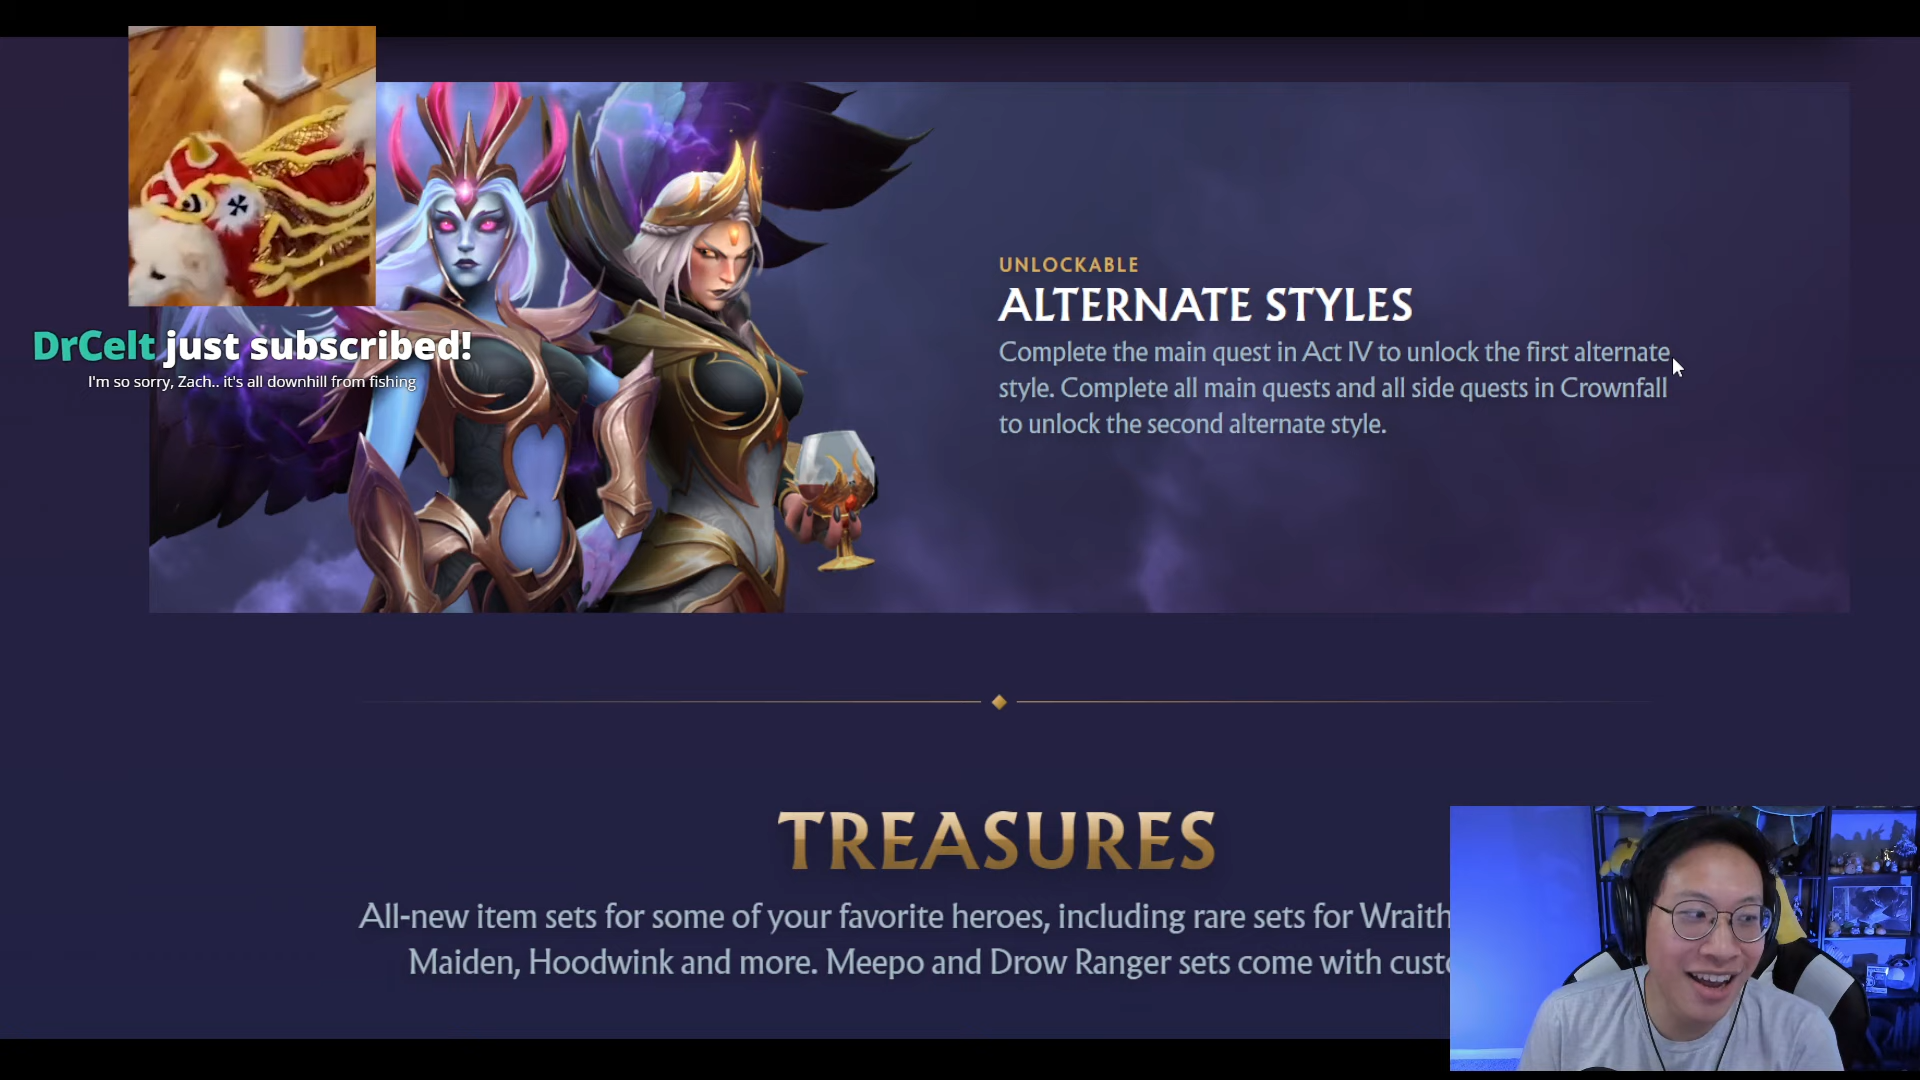 DrCelt just subscribed!
I'm so sorry, Zach.. it's all downhill from fishing
UNLOCKABLE
ALTERNATE STYLES
Complete the main quest in Act IV to unlock the first alternate
style. Complete all main quests and all side quests in Crownfall
to unlock the second alternate style.
TREASURES
All-new item sets for some of your favorite heroes, including rare sets for Wraith
Maiden, Hoodwink and more. Meepo and Drow Ranger sets come with